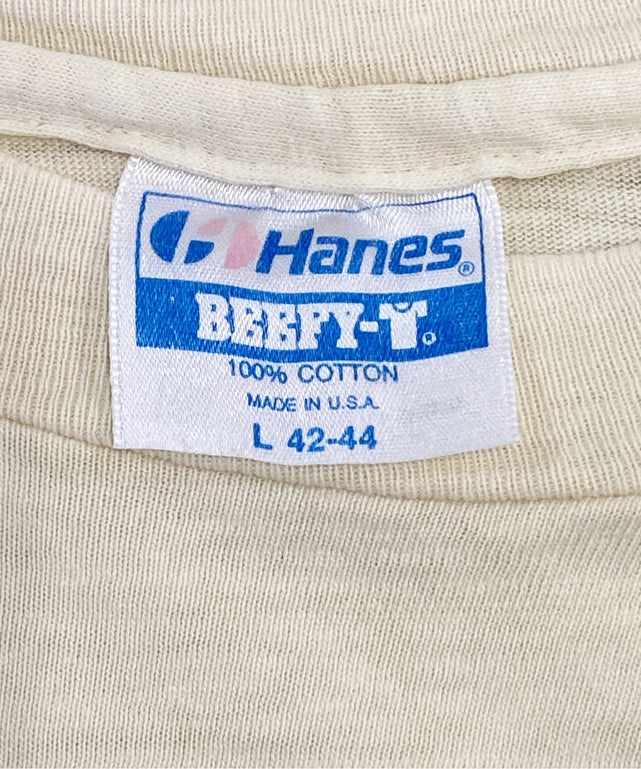 Hanes®
BEEFY-T®
100% COTTON
MADE IN U.S.A.
L 42-44